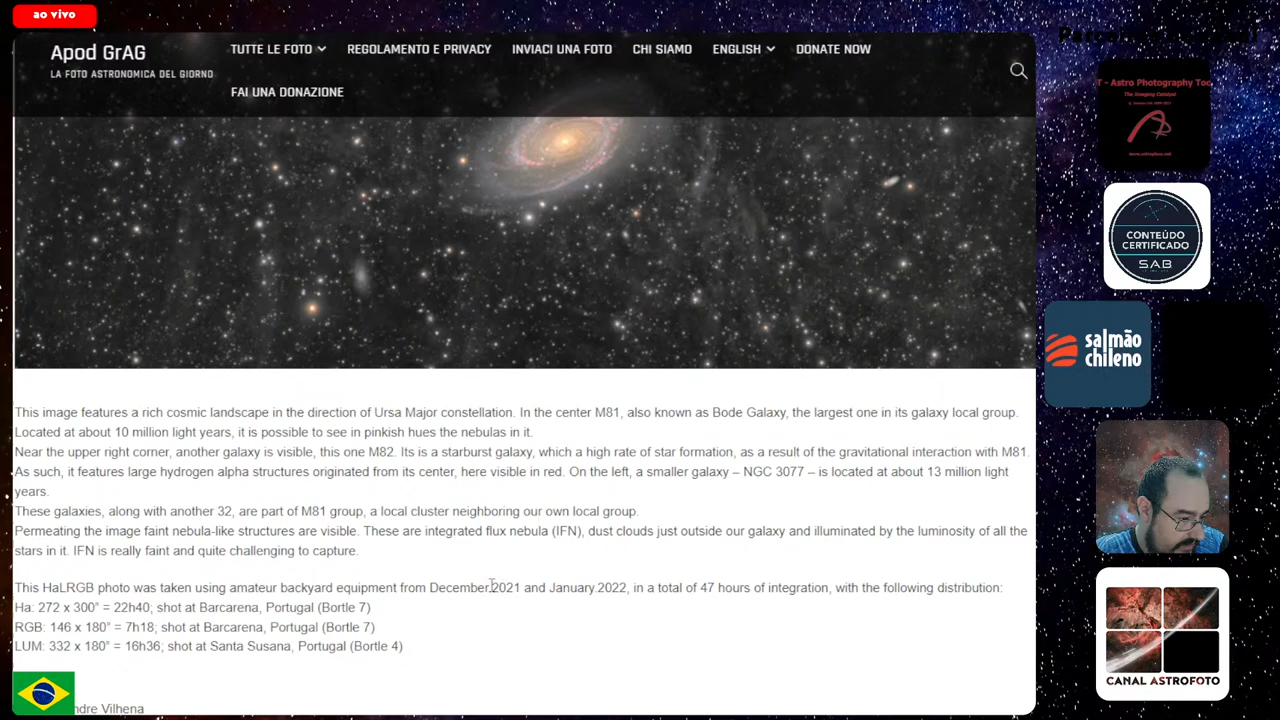 ao vivo
Apod GrAG
LA FOTO ASTRONOMICA DEL GIORNO
TUTTE LE FOTO
REGOLAMENTO E PRIVACY
INVIACI UNA FOTO
CHI SIAMO
ENGLISH
DONATE NOW
FAI UNA DONAZIONE
This image features a rich cosmic landscape in the direction of Ursa Major constellation. In the center M81, also known as Bode Galaxy, the largest one in its galaxy local group.
Located at about 10 million light years, it is possible to see in pinkish hues the nebulas in it.
Near the upper right corner, another galaxy is visible, this one M82. Its is a starburst galaxy, which a high rate of star formation, as a result of the gravitational interaction with M81.
As such, it features large hydrogen alpha structures originated from its center, here visible in red. On the left, a smaller galaxy – NGC 3077 – is located at about 13 million light
years.
These galaxies, along with another 32, are part of M81 group, a local cluster neighboring our own local group.
Permeating the image faint nebula-like structures are visible. These are integrated flux nebula (IFN), dust clouds just outside our galaxy and illuminated by the luminosity of all the
stars in it. IFN is really faint and quite challenging to capture.
This HaLRGB photo was taken using amateur backyard equipment from December.2021 and January.2022, in a total of 47 hours of integration, with the following distribution:
Ha: 272 x 300” = 22h40; shot at Barcarena, Portugal (Bortle 7)
RGB: 146 x 180” = 7h18; shot at Barcarena, Portugal (Bortle 7)
LUM: 332 x 180” = 16h36; shot at Santa Susana, Portugal (Bortle 4)
ndre Vilhena
T - Astro Photography Too
The Imaging Catalyst
CONTEÚDO
CERTIFICADO
SAB
salmão
chileno
CANAL ASTROFOTO